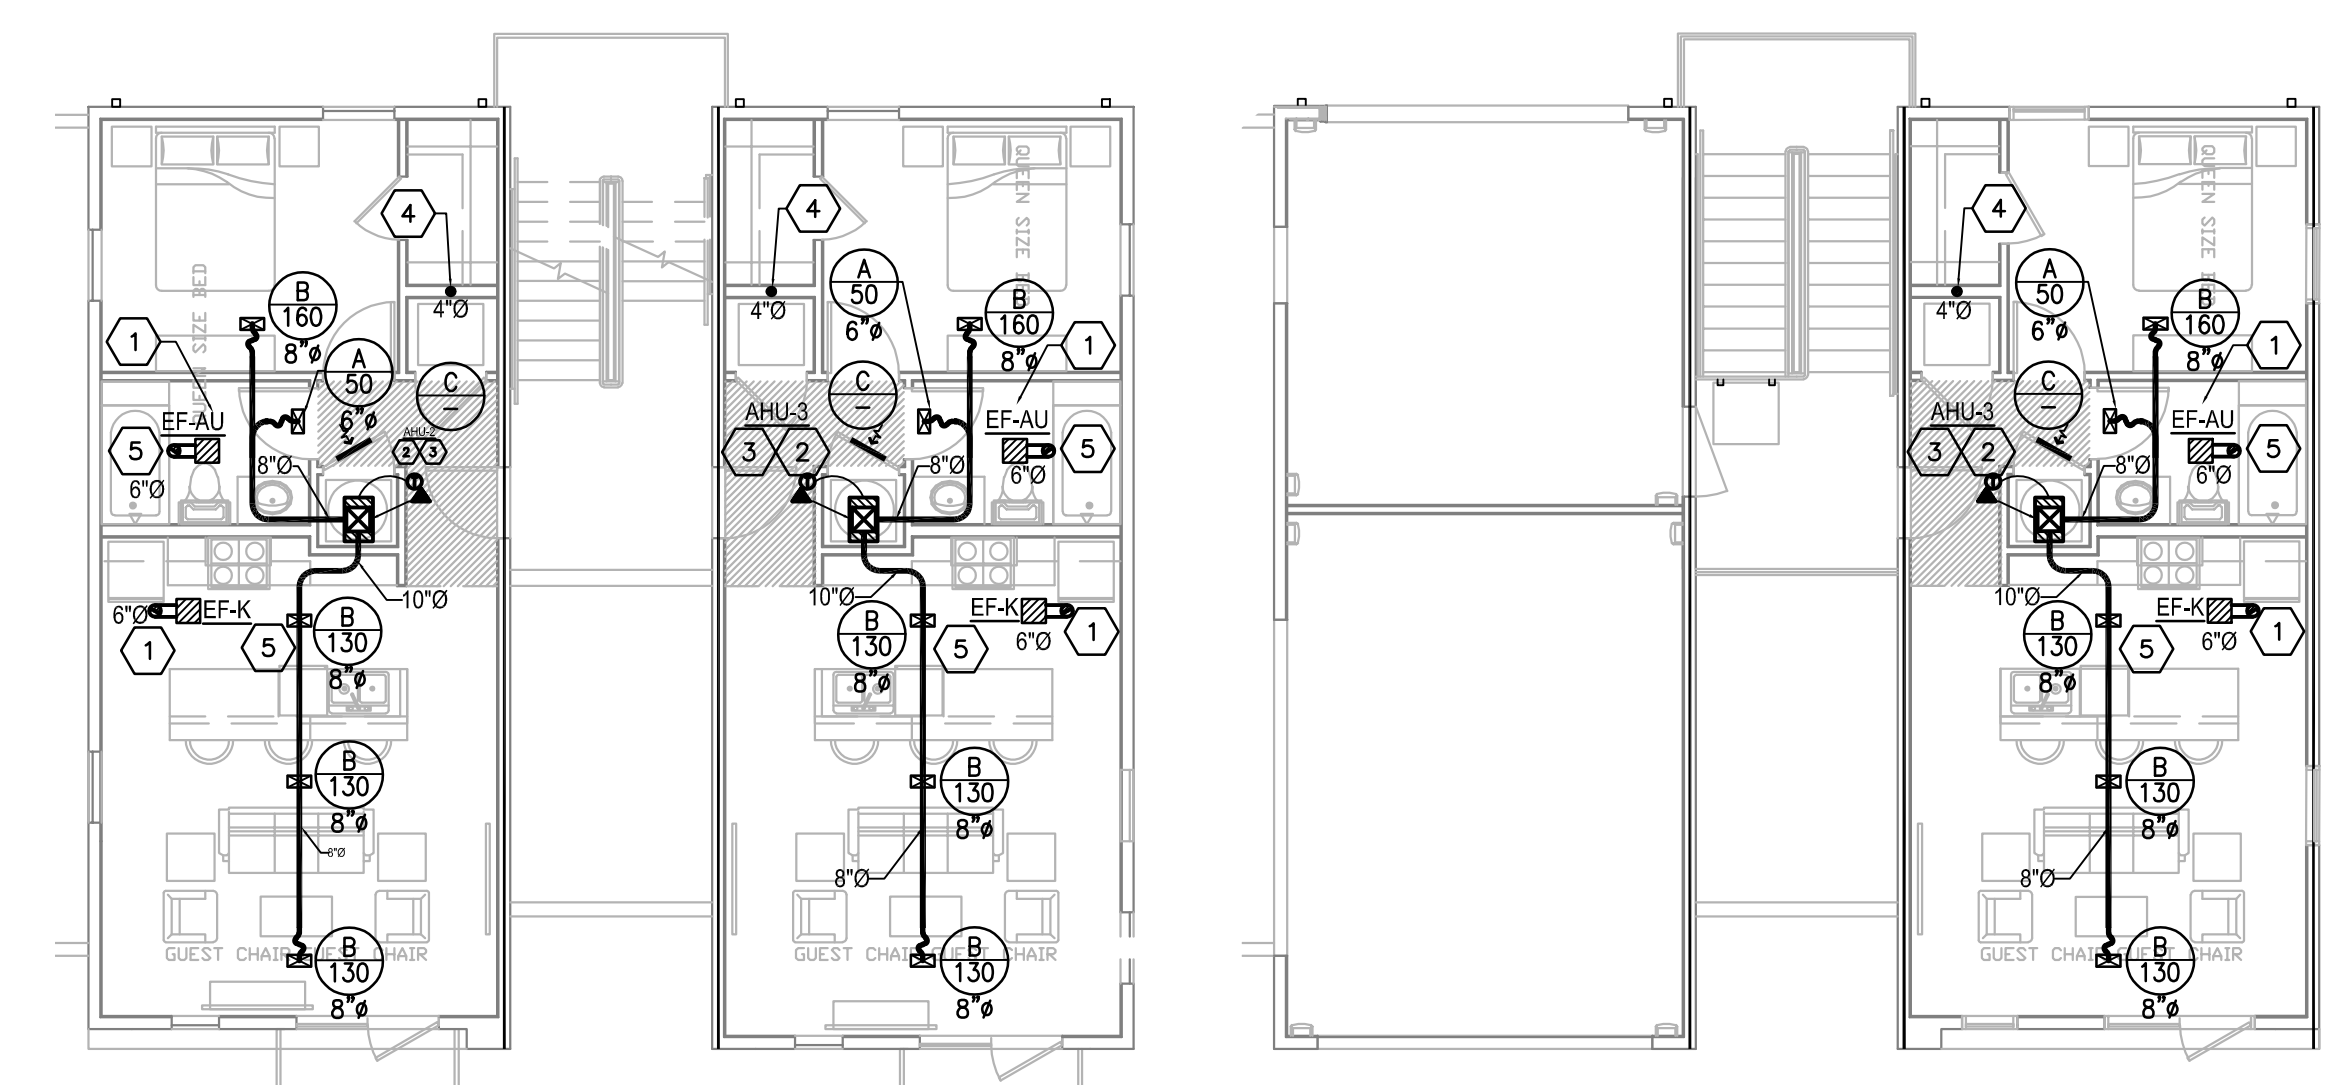 QUEEN SIZE BED
4
4"Ø
B
160
8"ø
1
A
50
6"ø
C
–
EF-AU
5
6"Ø
8"Ø
AHU-2
2
3
10"Ø
6"Ø
EF-K
1
5
B
130
8"ø
B
130
8"ø
8"Ø
GUEST CHAIR
GUEST CHAIR
B
130
8"ø
QUEEN SIZE BED
4
4"Ø
A
50
6"ø
B
160
8"ø
1
C
–
AHU-3
3
2
EF-AU
5
6"Ø
8"Ø
10"Ø
B
130
8"ø
EF-K
6"Ø
1
5
B
130
8"ø
8"Ø
GUEST CHAIR
GUEST CHAIR
B
130
8"ø
QUEEN SIZE BED
4
4"Ø
A
50
6"ø
B
160
8"ø
1
C
–
AHU-3
3
2
EF-AU
5
6"Ø
8"Ø
10"Ø
B
130
8"ø
EF-K
6"Ø
1
5
B
130
8"ø
8"Ø
GUEST CHAIR
GUEST CHAIR
B
130
8"ø